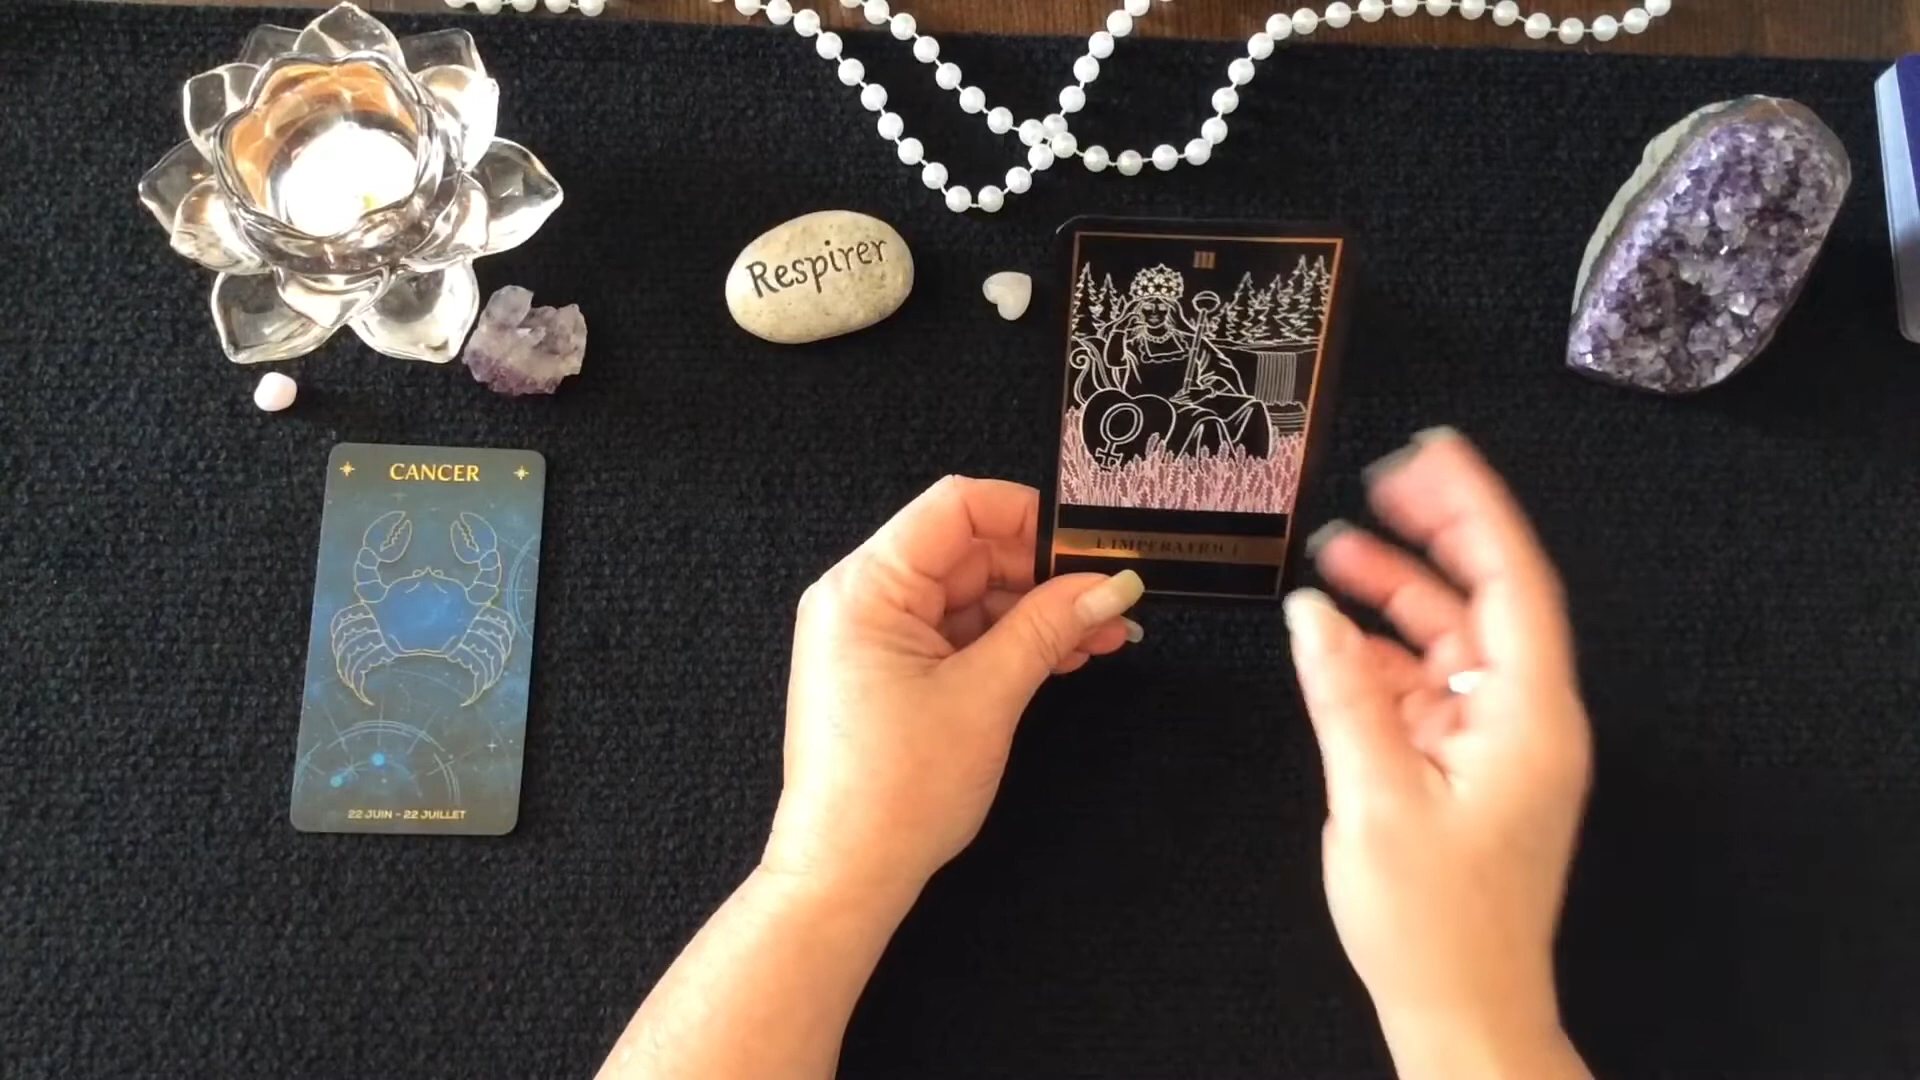 Respirer
III
L'IMPÉRATRICE
CANCER
22 JUIN - 22 JUILLET